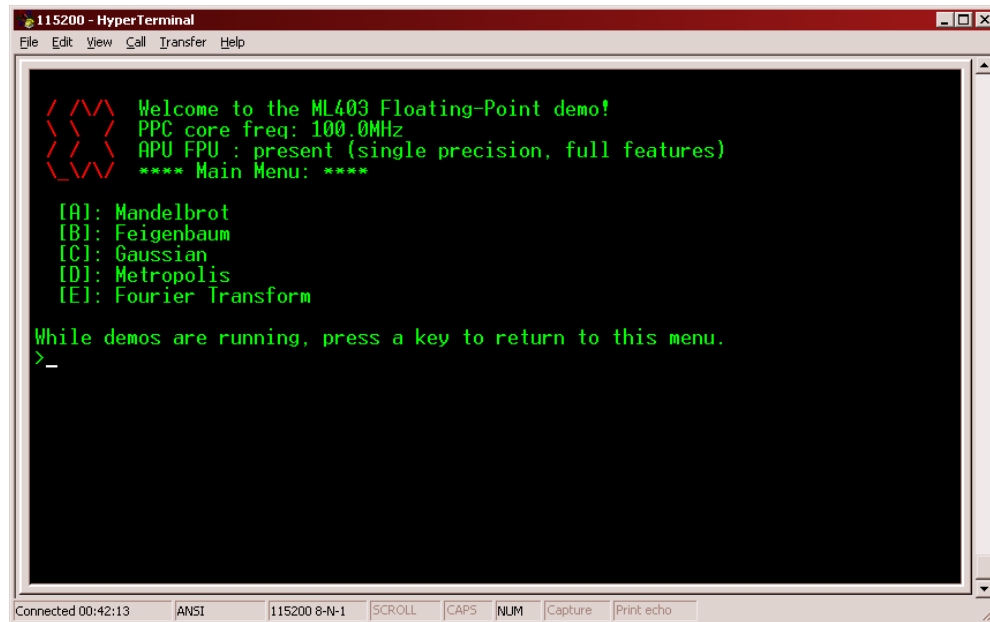 115200 - HyperTerminal
File Edit View Call Transfer Help
/ /\/\ Welcome to the ML403 Floating-Point demo!
\ \  / PPC core freq: 100.0MHz
/ /  \ APU FPU : present (single precision, full features)
\_\/\/ **** Main Menu: ****
[A]: Mandelbrot
[B]: Feigenbaum
[C]: Gaussian
[D]: Metropolis
[E]: Fourier Transform
While demos are running, press a key to return to this menu.
>_
Connected 00:42:13 ANSI 115200 8-N-1 SCROLL CAPS NUM Capture Print echo